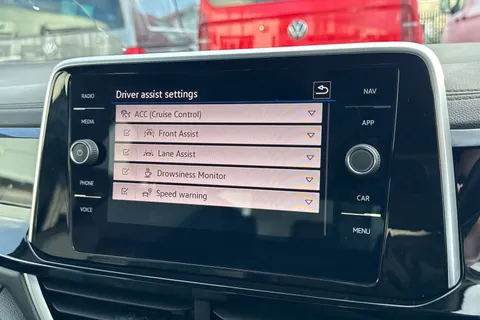 Driver assist settings
RADIO
MEDIA
PHONE
VOICE
ACC (Cruise Control)
Front Assist
Lane Assist
Drowsiness Monitor
Speed warning
NAV
APP
CAR
MENU